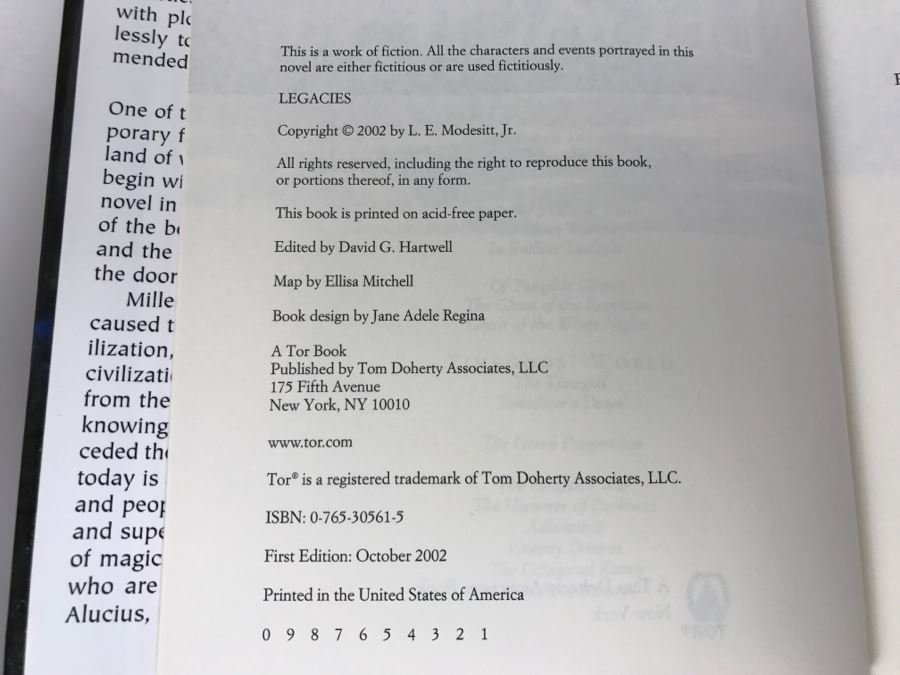 with
lessly
mended
One of
porary
land of
begin
novel in
of the
and the
the door
Mille
caused
ilization,
civilizati
from the
knowing
ceded
today is
and
and
of magic
who are
Alucius,
This is a work of fiction. All the characters and events portrayed in this
novel are either fictitious or are used fictitiously.
LEGACIES
Copyright © 2002 by L. E. Modesitt, Jr.
All rights reserved, including the right to reproduce this book,
or portions thereof, in any form.
This book is printed on acid-free paper.
Edited by David G. Hartwell
Map by Ellisa Mitchell
Book design by Jane Adele Regina
A Tor Book
Published by Tom Doherty Associates, LLC
175 Fifth Avenue
New York, NY 10010
www.tor.com
Tor® is a registered trademark of Tom Doherty Associates, LLC.
ISBN: 0-765-30561-5
First Edition: October 2002
Printed in the United States of America
0 9 8 7 6 5 4 3 2 1